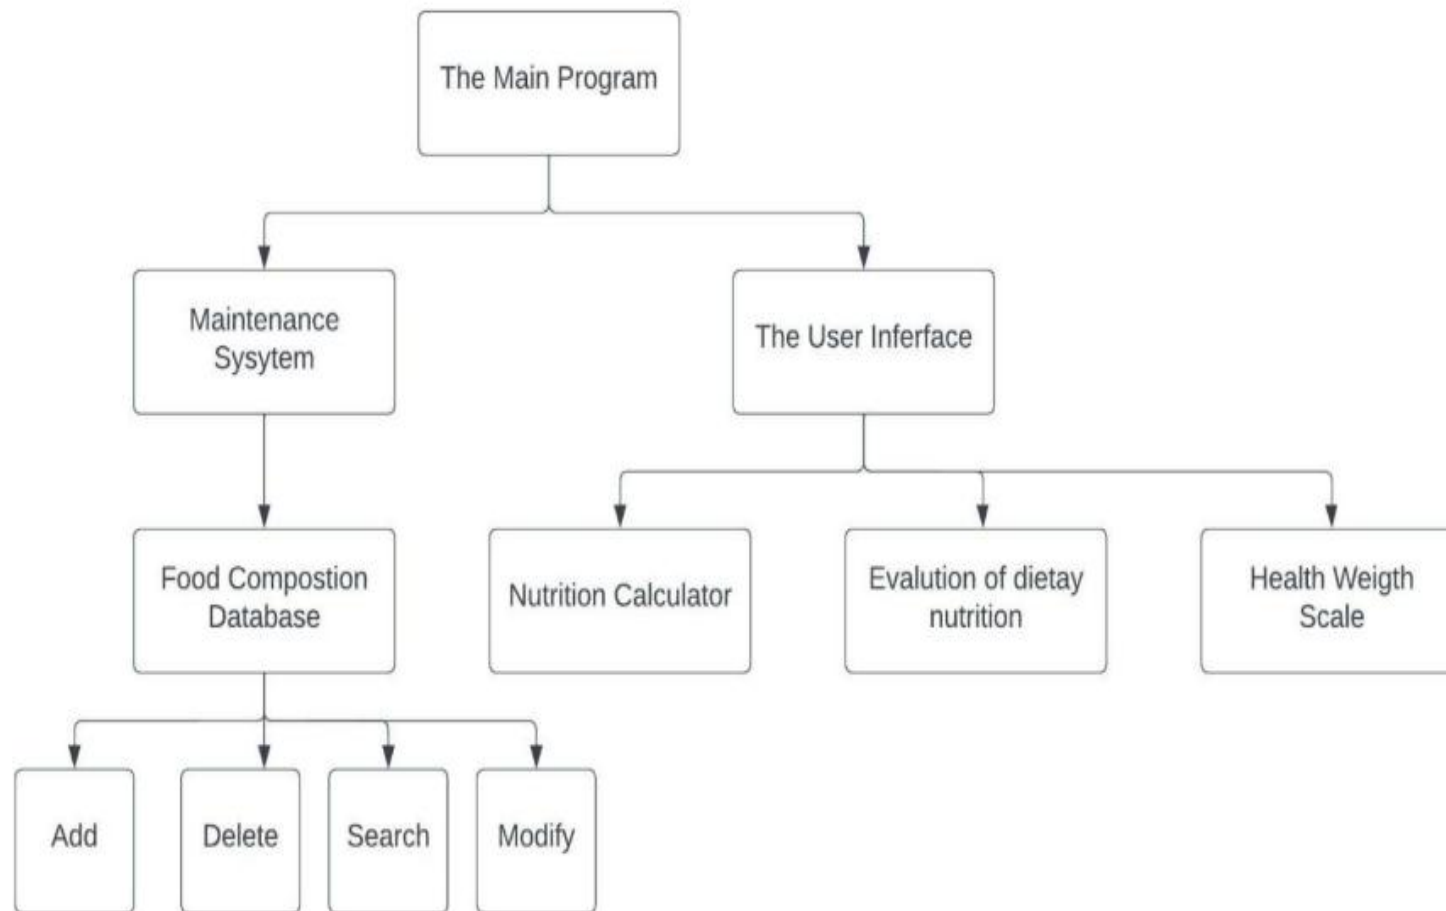 The Main Program
Maintenance
Sysytem
The User Inferface
Food Compostion
Database
Nutrition Calculator
Evalution of dietay
nutrition
Health Weigth
Scale
Add
Delete
Search
Modify